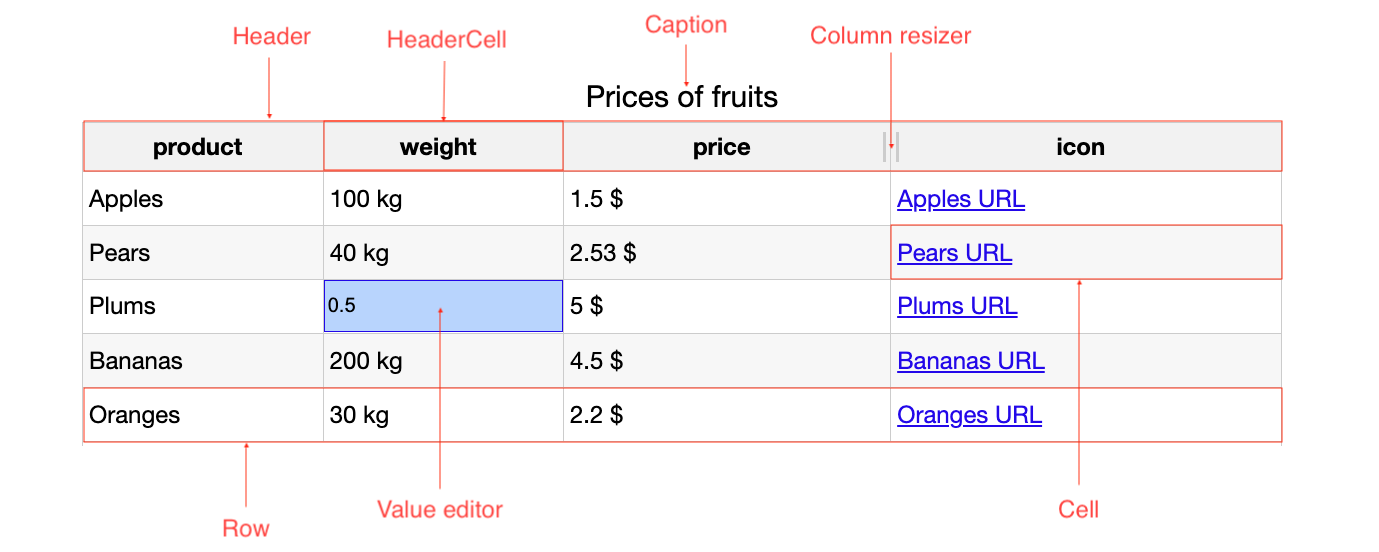 Header HeaderCell Caption Column resizer
Prices of fruits
product weight price icon
Apples 100 kg 1.5 $ Apples URL
Pears 40 kg 2.53 $ Pears URL
Plums 0.5 5 $ Plums URL
Bananas 200 kg 4.5 $ Bananas URL
Oranges 30 kg 2.2 $ Oranges URL
Row Value editor Cell